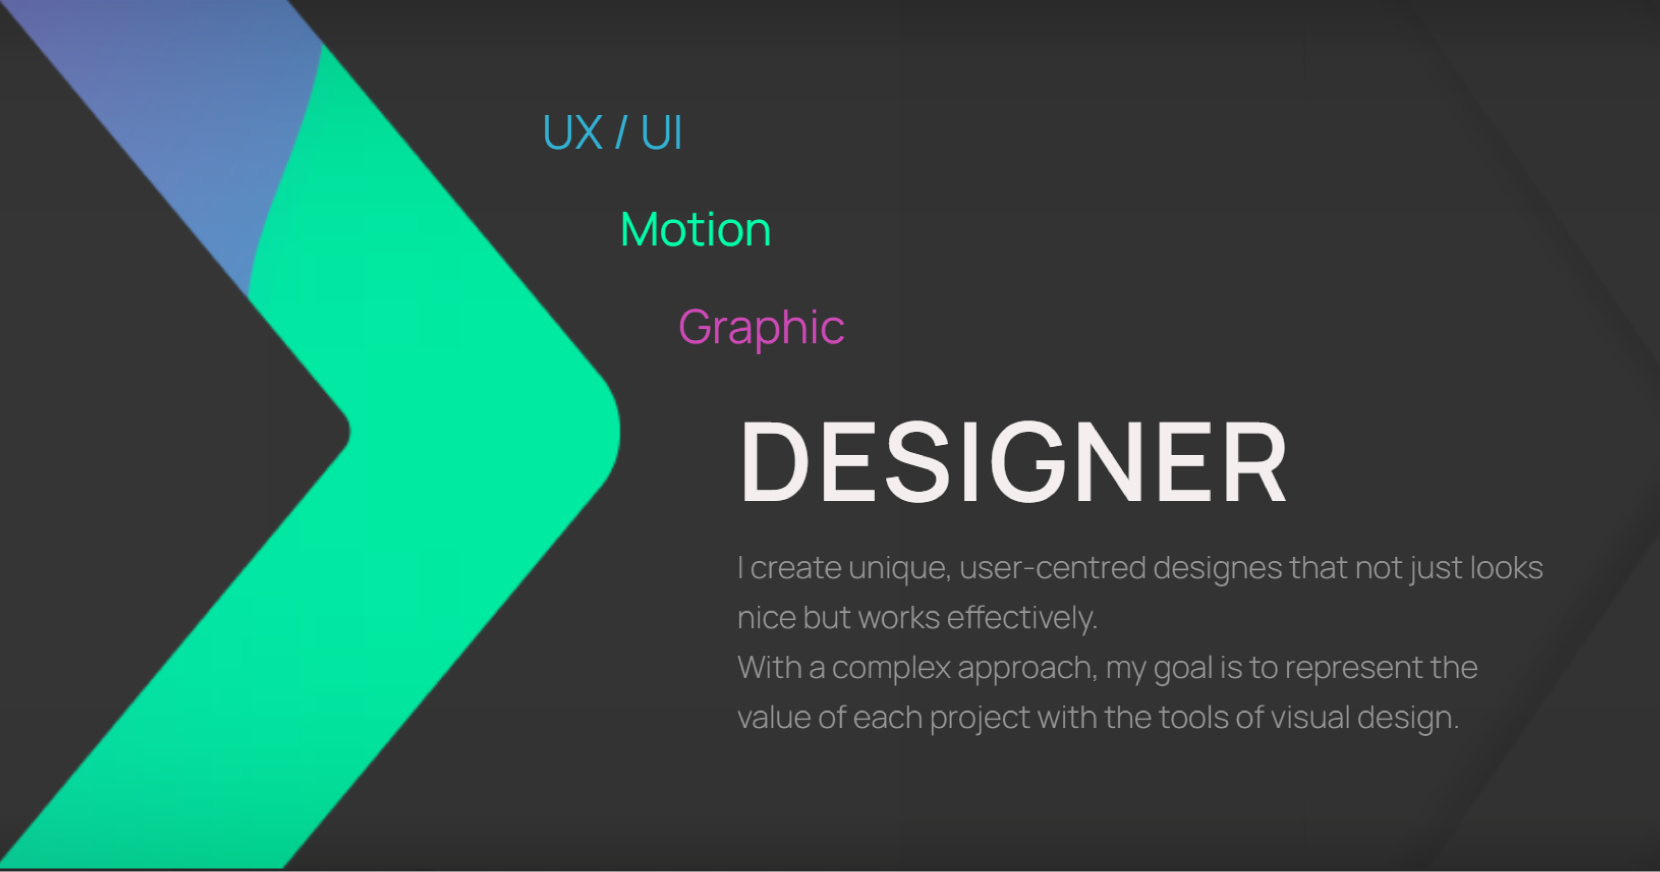 UX / UI
Motion
Graphic
DESIGNER
I create unique, user-centred designes that not just looks
nice but works effectively.
With a complex approach, my goal is to represent the
value of each project with the tools of visual design.